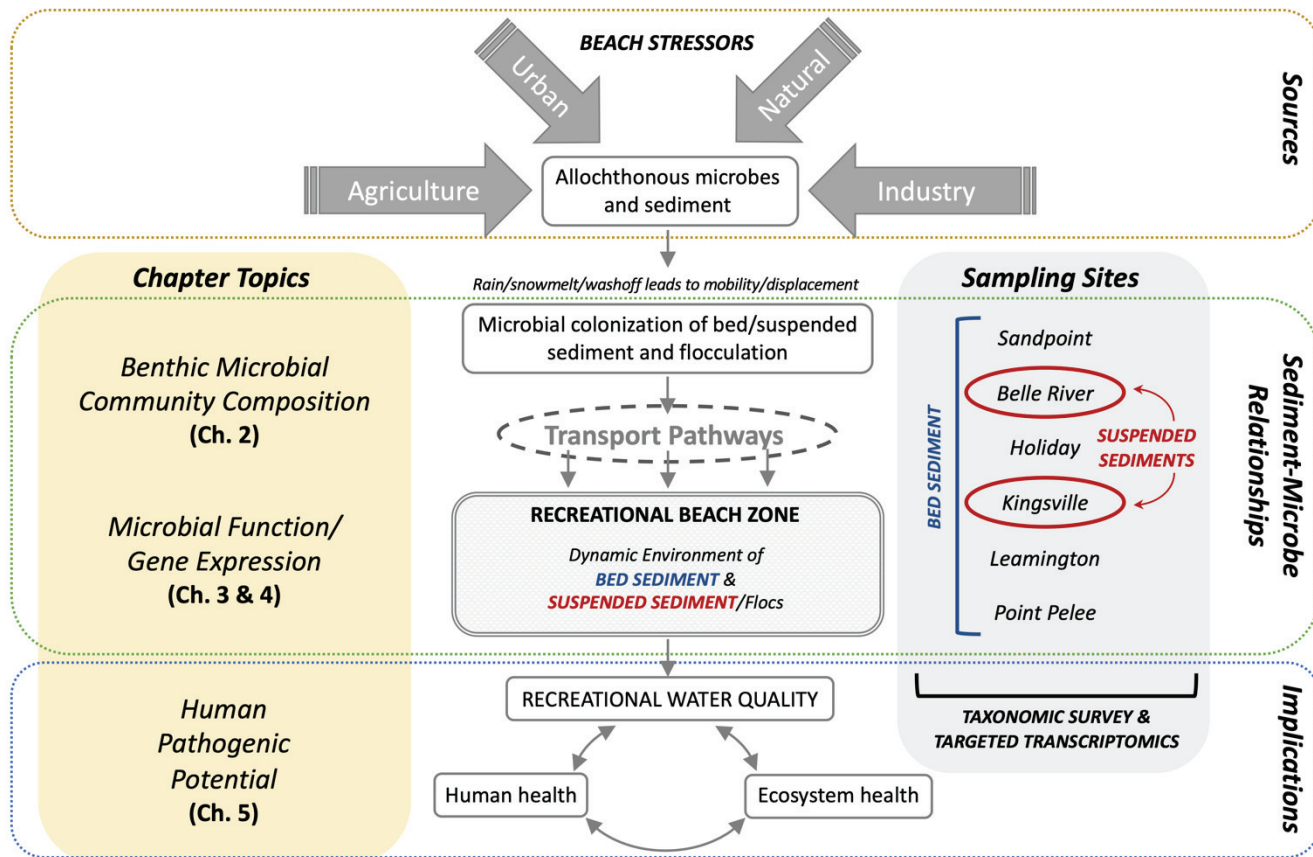 BEACH STRESSORS
Urban
Natural
Agriculture
Industry
Allochthonous microbes
and sediment
Sources
Chapter Topics
Benthic Microbial
Community Composition
(Ch. 2)
Microbial Function/
Gene Expression
(Ch. 3 & 4)
Human
Pathogenic
Potential
(Ch. 5)
Rain/snowmelt/washoff leads to mobility/displacement
Microbial colonization of bed/suspended
sediment and flocculation
Transport Pathways
RECREATIONAL BEACH ZONE
Dynamic Environment of
BED SEDIMENT &
SUSPENDED SEDIMENT/Flocs
RECREATIONAL WATER QUALITY
Human health
Ecosystem health
Sampling Sites
BED SEDIMENT
Sandpoint
Belle River
Holiday
Kingsville
Leamington
Point Pelee
SUSPENDED
SEDIMENTS
TAXONOMIC SURVEY &
TARGETED TRANSCRIPTOMICS
Sediment-Microbe
Relationships
Implications